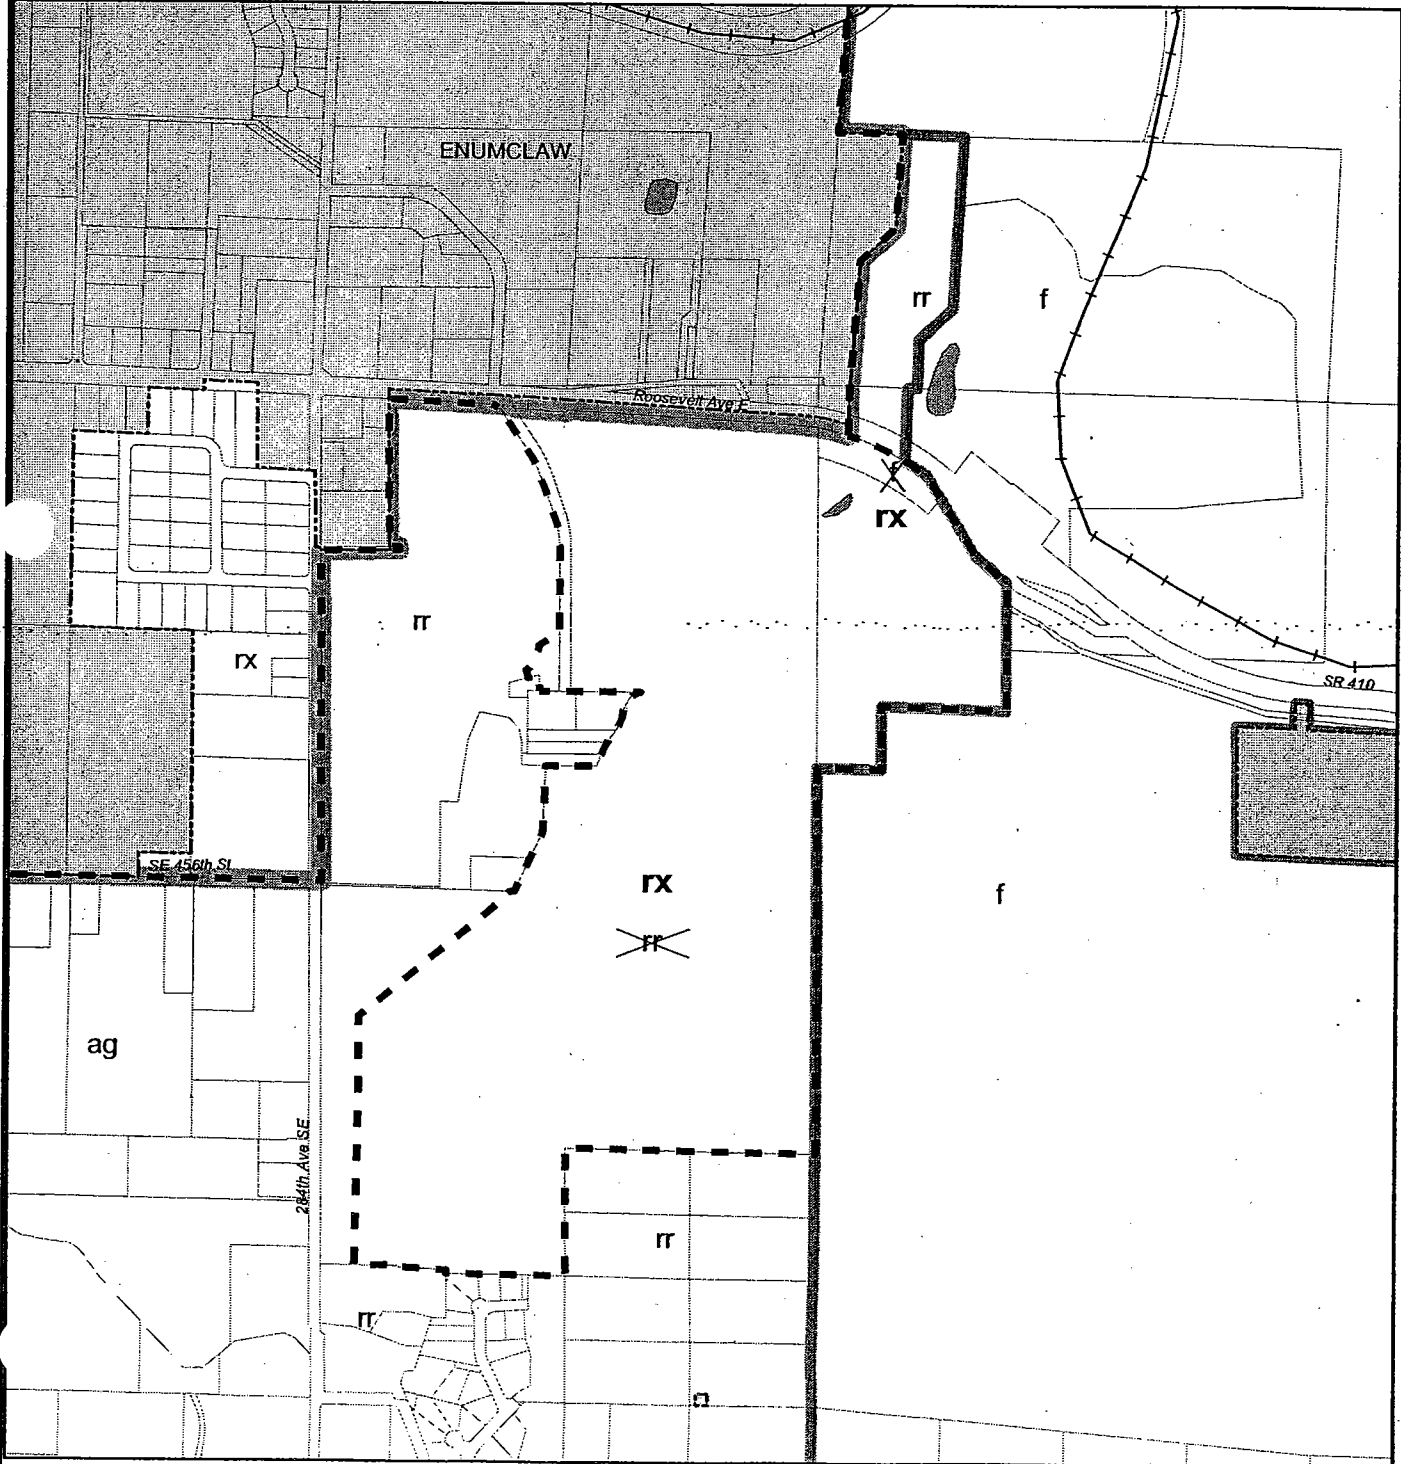 ENUMCLAW
rr
f
Roosevelt Ave E
f
rx
rr
rx
SR 410
SE 456th St
rx
f
rr
ag
284th Ave SE
rr
rr